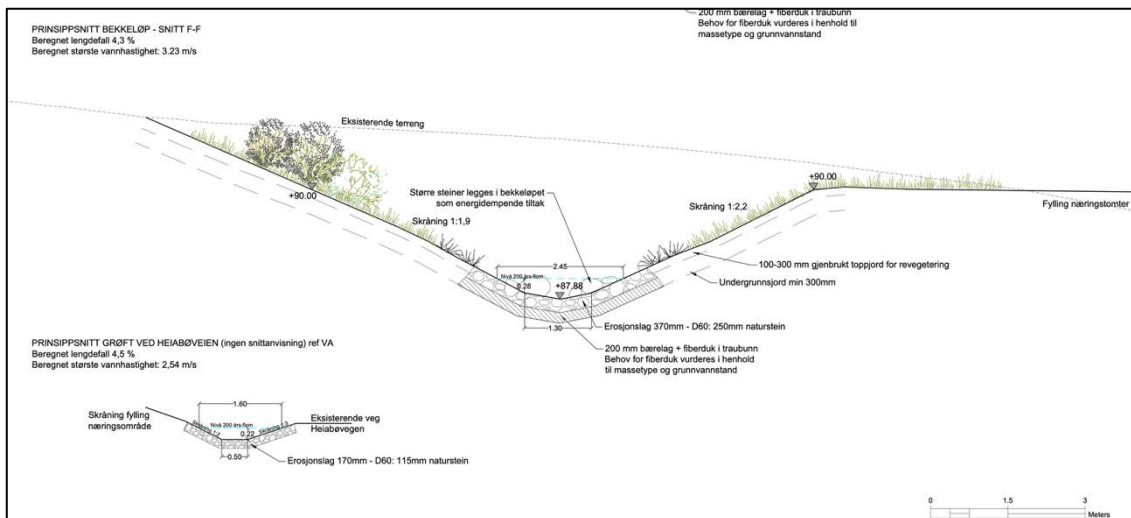 PRINSIPPSNITT BEKKELØP - SNITT F-F
Beregnet lengdefall 4,3 %
Beregnet største vannhastighet: 3.23 m/s
200 mm bærelag + fiberduk i traubunn
Behov for fiberduk vurderes i henhold til
massetype og grunnvannstand
Eksisterende terreng
+90.00
+90.00
Større steiner legges i bekkeløpet
som energidempende tiltak
Skråning 1:2,2
Fylling næringstomter
Skråning 1:1,9
2.45
Nivå 200 års-flom
0.28
+87.88
100-300 mm gjenbrukt toppjord for revegetering
Undergrunnsjord min 300mm
1.30
Erosjonslag 370mm - D60: 250mm naturstein
200 mm bærelag + fiberduk i traubunn
Behov for fiberduk vurderes i henhold
til massetype og grunnvannstand
PRINSIPPSNITT GRØFT VED HEIABØVEIEN (ingen snittanvisning) ref VA
Beregnet lengdefall 4,5 %
Beregnet største vannhastighet: 2,54 m/s
1.60
Skråning fylling
næringsområde
Nivå 200 års-flom
Skråning 1:2
0.22
Skråning 1:3
Eksisterende veg
Heiabøvegen
0.50
Erosjonslag 170mm - D60: 115mm naturstein
0 1.5 3
Meters